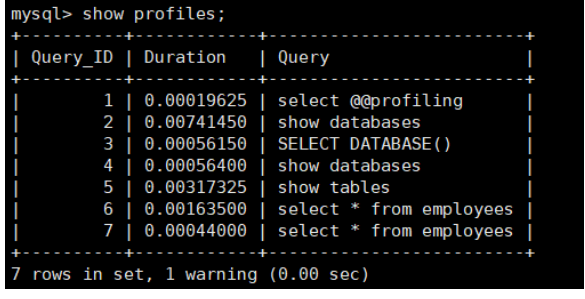 mysql> show profiles;
+----------+------------+-------------------------+
| Query_ID | Duration   | Query                   |
+----------+------------+-------------------------+
|        1 | 0.00019625 | select @@profiling      |
|        2 | 0.00741450 | show databases          |
|        3 | 0.00056150 | SELECT DATABASE()       |
|        4 | 0.00056400 | show databases          |
|        5 | 0.00317325 | show tables             |
|        6 | 0.00163500 | select * from employees |
|        7 | 0.00044000 | select * from employees |
+----------+------------+-------------------------+
7 rows in set, 1 warning (0.00 sec)